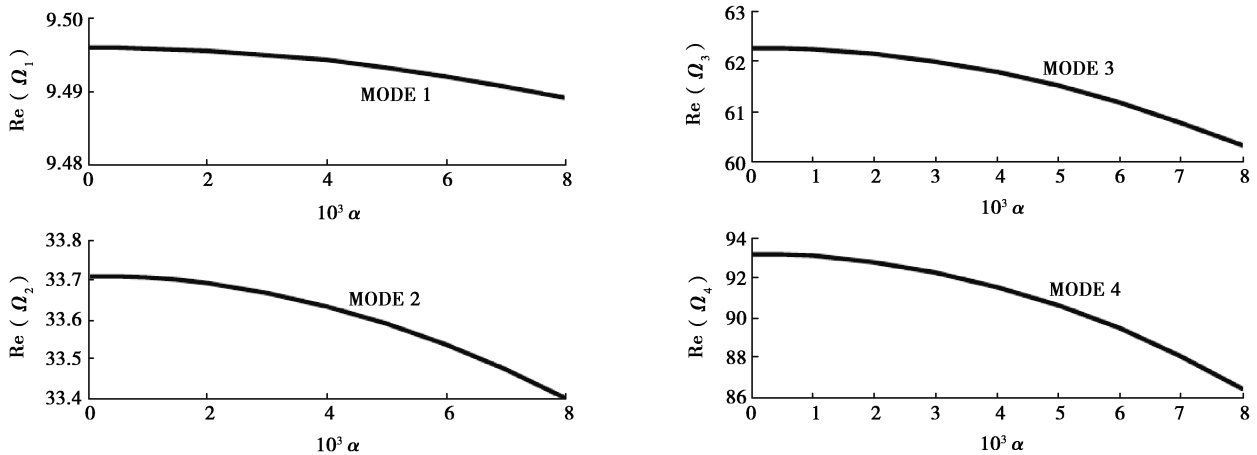 9.50
9.49
9.48
Re ( Ω1 )
MODE 1
0 2 4 6 8
10³ α
63
62
61
60
Re ( Ω3 )
MODE 3
0 1 2 3 4 5 6 7 8
10³ α
33.8
33.7
33.6
33.5
33.4
Re ( Ω2 )
MODE 2
0 2 4 6 8
10³ α
94
92
90
88
86
Re ( Ω4 )
MODE 4
0 1 2 3 4 5 6 7 8
10³ α